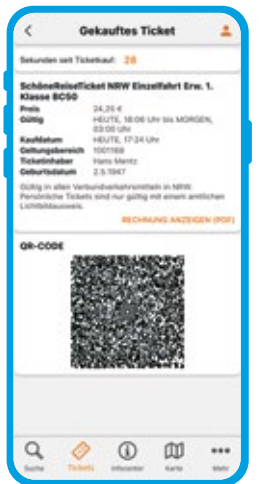 Gekauftes Ticket
Sekunden seit Ticketkauf: 28
SchöneReiseTicket NRW Einzelfahrt Erw. 1.
Klasse BC50
Preis 24,25 €
Gültig HEUTE, 18:06 Uhr bis MORGEN,
03:00 Uhr
Kaufdatum HEUTE, 17:34 Uhr
Geltungsbereich 1001168
Ticketinhaber Hans Mentz
Geburtsdatum 2.5.1947
Gültig in allen Verbundverkehrsmitteln in NRW.
Persönliche Tickets sind nur gültig mit einem amtlichen
Lichtbildausweis.
RECHNUNG ANZEIGEN (PDF)
QR-CODE
Suche Tickets Infocenter Karte Mehr